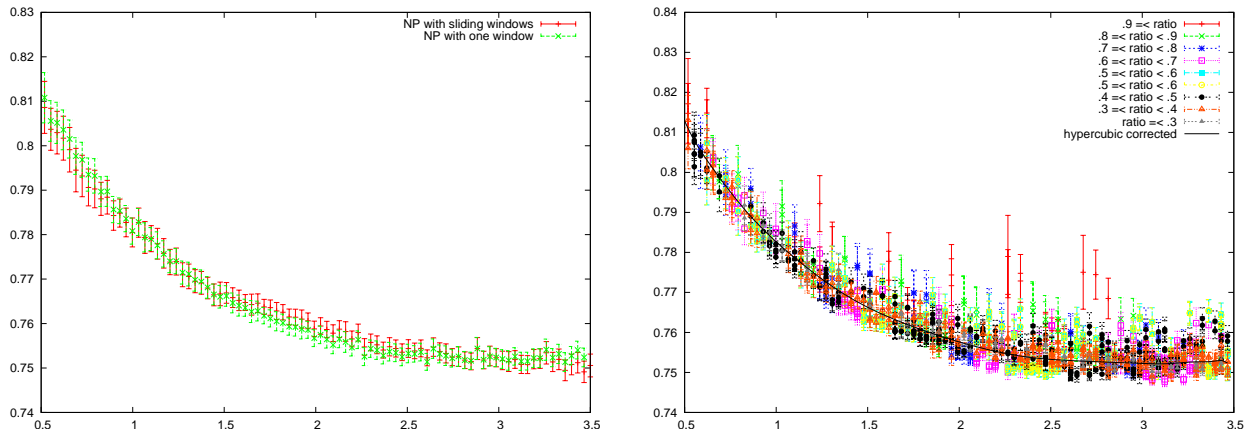 0.83
0.82
0.81
0.8
0.79
0.78
0.77
0.76
0.75
0.74
0.5
1
1.5
2
2.5
3
3.5
NP with sliding windows
NP with one window
0.84
0.83
0.82
0.81
0.8
0.79
0.78
0.77
0.76
0.75
0.74
0.5
1
1.5
2
2.5
3
3.5
.9 =< ratio
.8 =< ratio < .9
.7 =< ratio < .8
.6 =< ratio < .7
.5 =< ratio < .6
.5 =< ratio < .6
.4 =< ratio < .5
.3 =< ratio < .4
ratio =< .3
hypercubic corrected